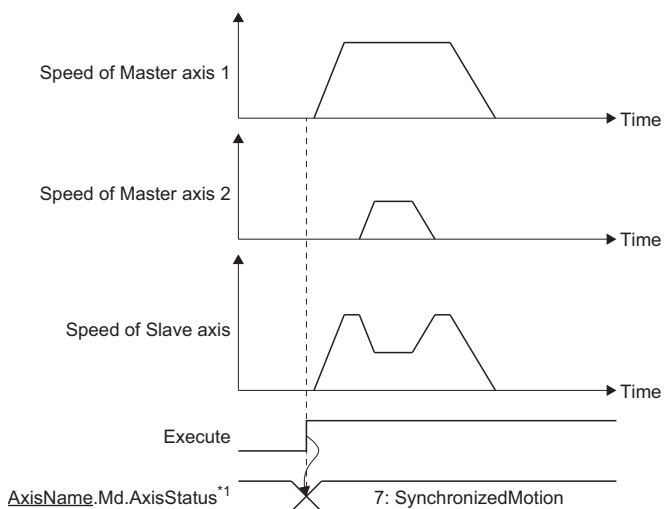 Speed of Master axis 1
Time
Speed of Master axis 2
Time
Speed of Slave axis
Time
Execute
AxisName.Md.AxisStatus*1
7: SynchronizedMotion